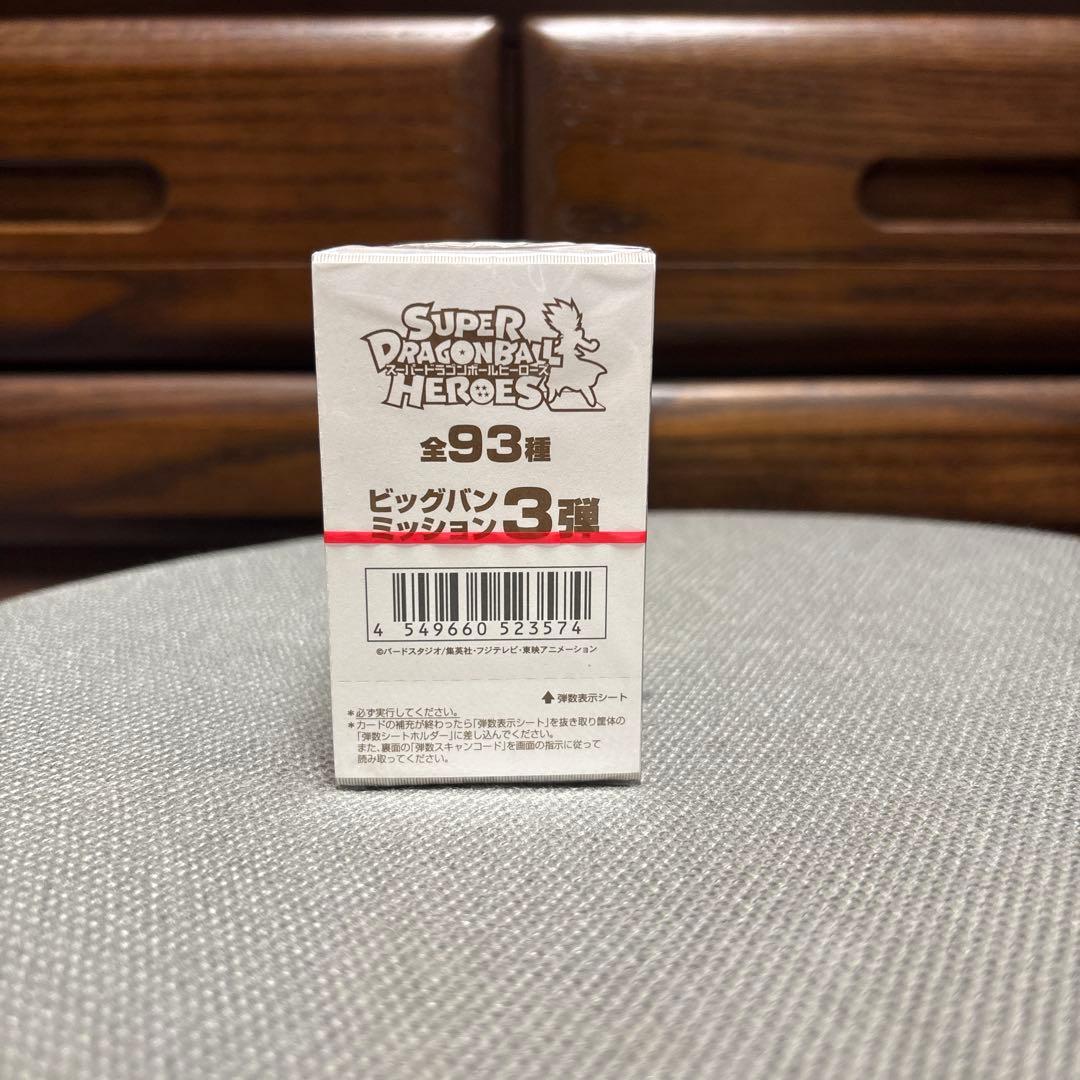 SUPER
DRAGONBALL
スーパードラゴンボールヒーローズ
HEROES
全93種
ビッグバン
ミッション3弾
4 549660 523574
©バードスタジオ/集英社・フジテレビ・東映アニメーション
弾数表示シート
*必ず実行してください。
*カードの補充が終わったら「弾数表示シート」を抜き取り筐体の
「弾数シートホルダー」に差し込んでください。
また、裏面の「弾数スキャンコード」を画面の指示に従って
読み取ってください。